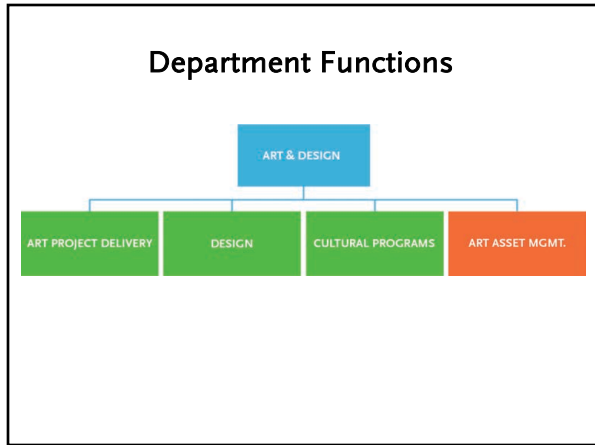 Department Functions
ART & DESIGN
ART PROJECT DELIVERY
DESIGN
CULTURAL PROGRAMS
ART ASSET MGMT.